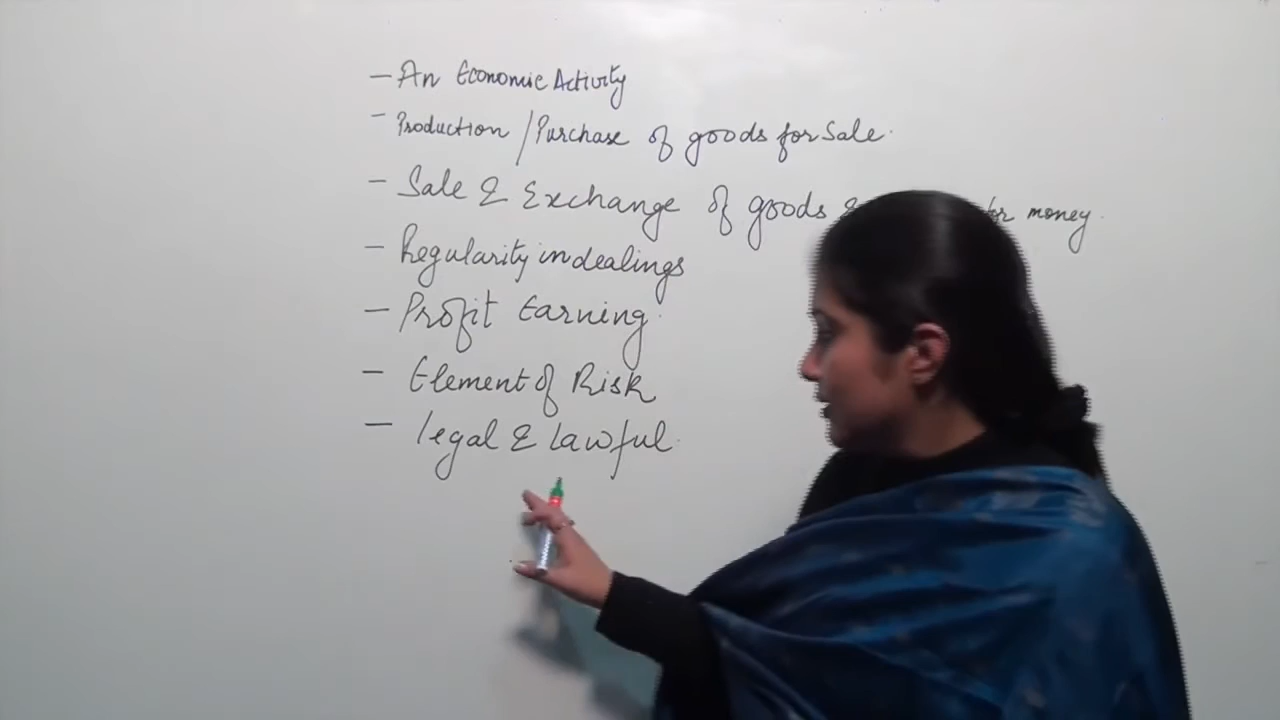 - An Economic Activity
- Production / Purchase of goods for Sale.
- Sale & Exchange of goods & for money.
- Regularity in dealings
- Profit Earning.
- Element of Risk
- legal & lawful.